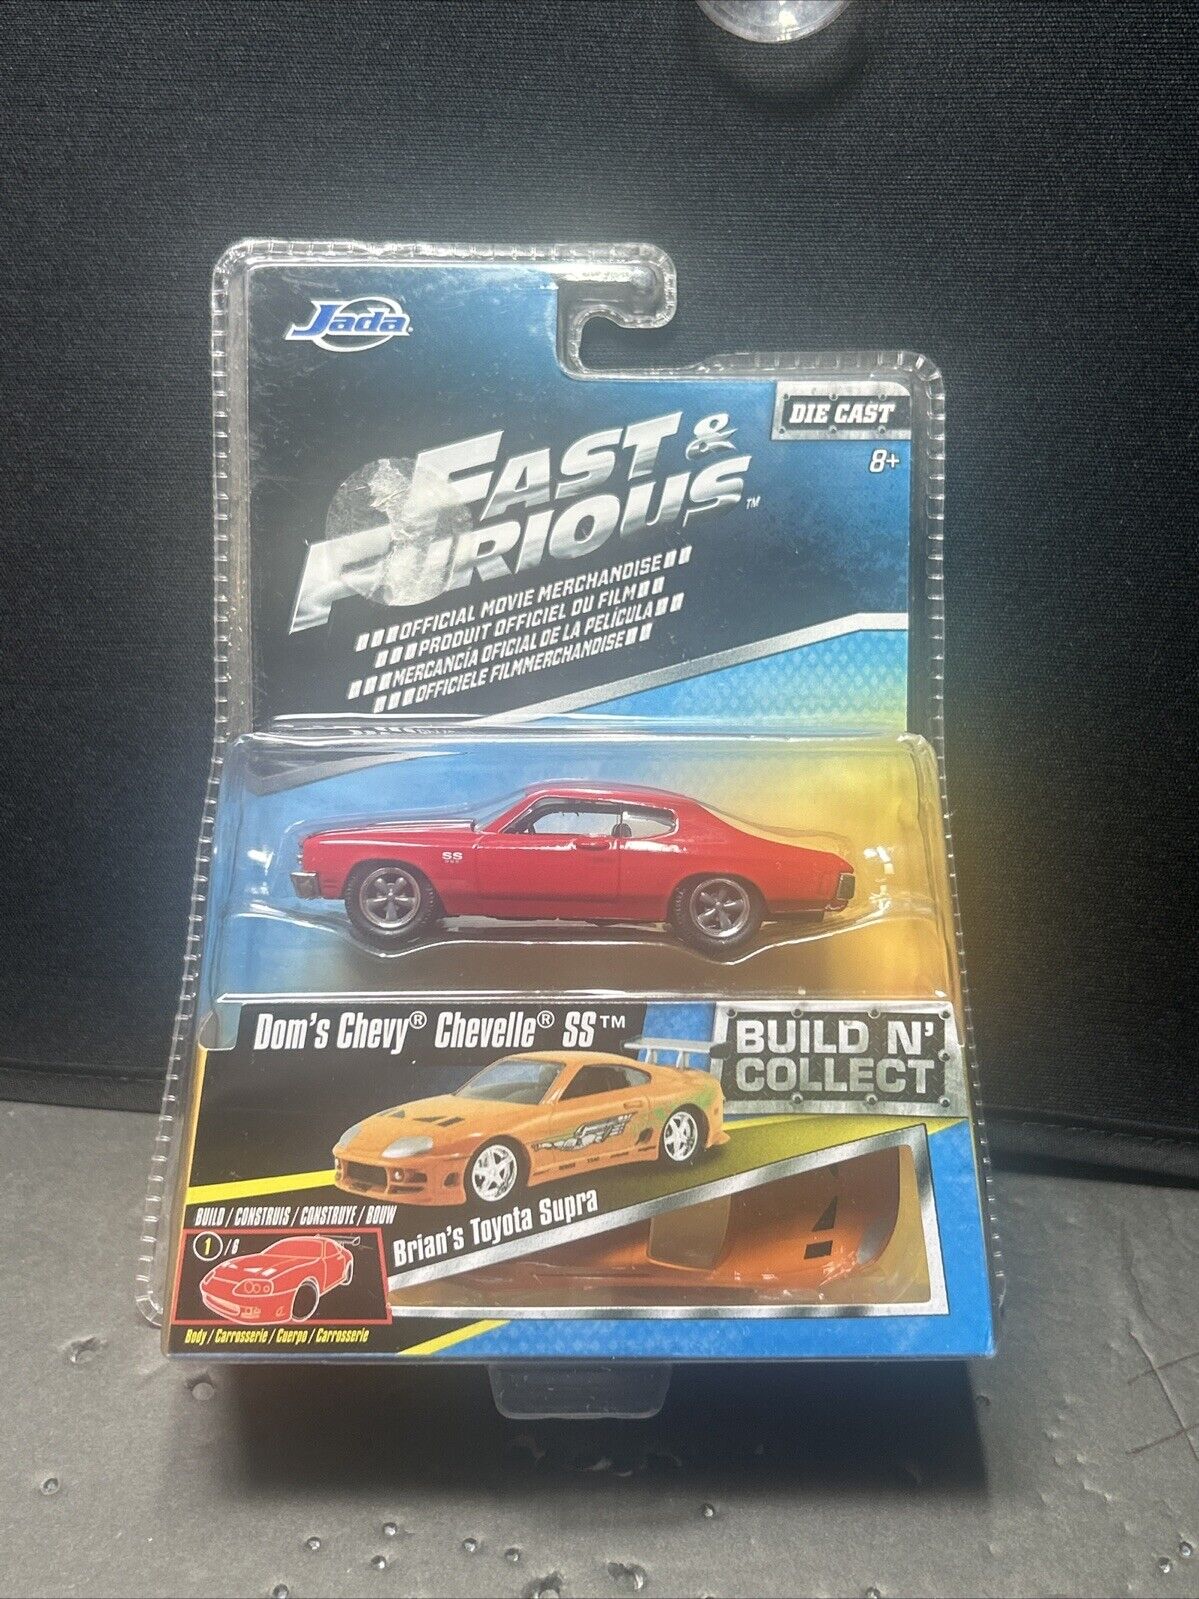 Jada
DIE CAST
8+
FAST &
FURIOUS™
OFFICIAL MOVIE MERCHANDISE
PRODUIT OFFICIEL DU FILM
MERCANCÍA OFICIAL DE LA PELÍCULA
OFFICIELE FILMMERCHANDISE
SS
Dom's Chevy® Chevelle® SS™
BUILD N'
COLLECT
BUILD / CONSTRUIS / CONSTRUYE / BOUW
1/6
Brian's Toyota Supra
Body / Carrosserie / Cuerpo / Carrosserie